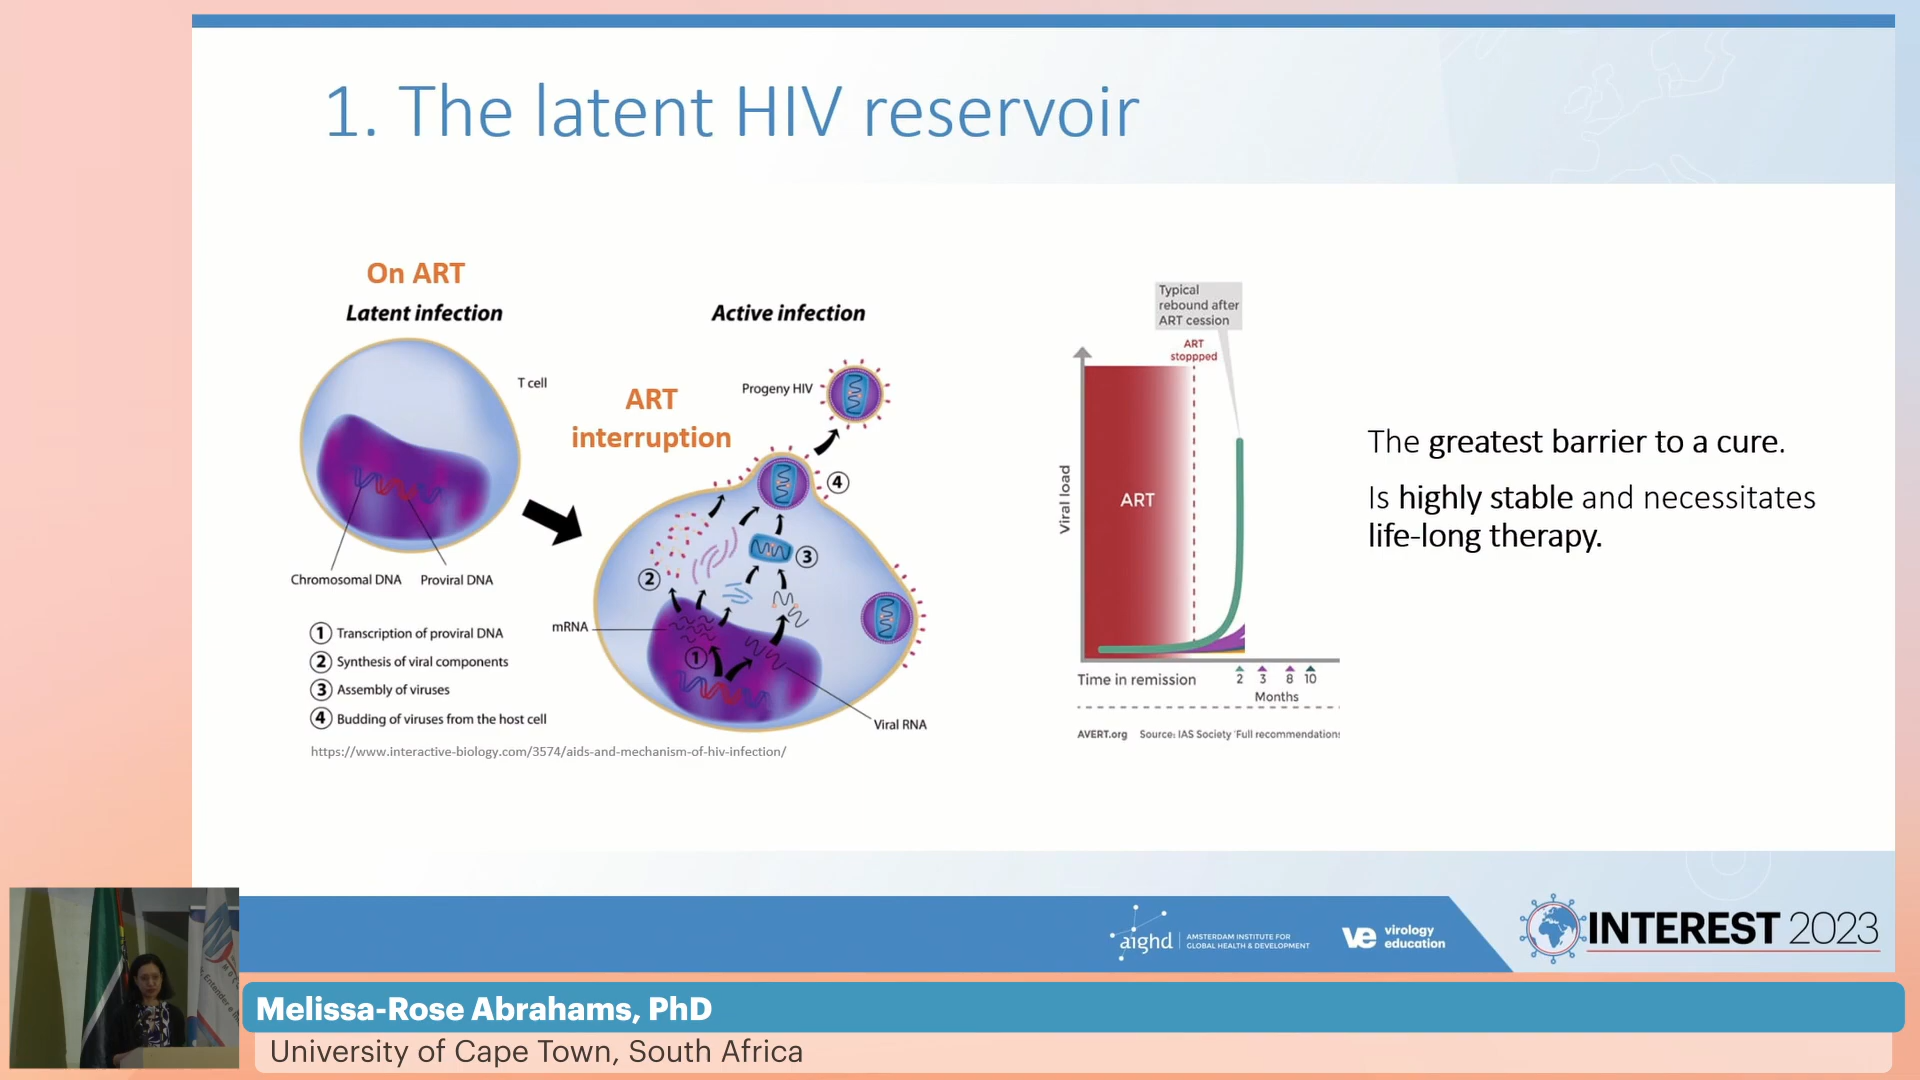 1. The latent HIV reservoir
On ART
Latent infection
T cell
Chromosomal DNA
Proviral DNA
ART
interruption
Active infection
Progeny HIV
4
3
2
mRNA
1
Viral RNA
1 Transcription of proviral DNA
2 Synthesis of viral components
3 Assembly of viruses
4 Budding of viruses from the host cell
https://www.interactive-biology.com/3574/aids-and-mechanism-of-hiv-infection/
Typical
rebound after
ART cession
ART
stoppped
Viral load
ART
Time in remission
2 3 8 10
Months
AVERT.org Source: IAS Society 'Full recommendations
The greatest barrier to a cure.
Is highly stable and necessitates
life-long therapy.
aighd
AMSTERDAM INSTITUTE FOR
GLOBAL HEALTH & DEVELOPMENT
ve
virology
education
INTEREST 2023
Melissa-Rose Abrahams, PhD
University of Cape Town, South Africa